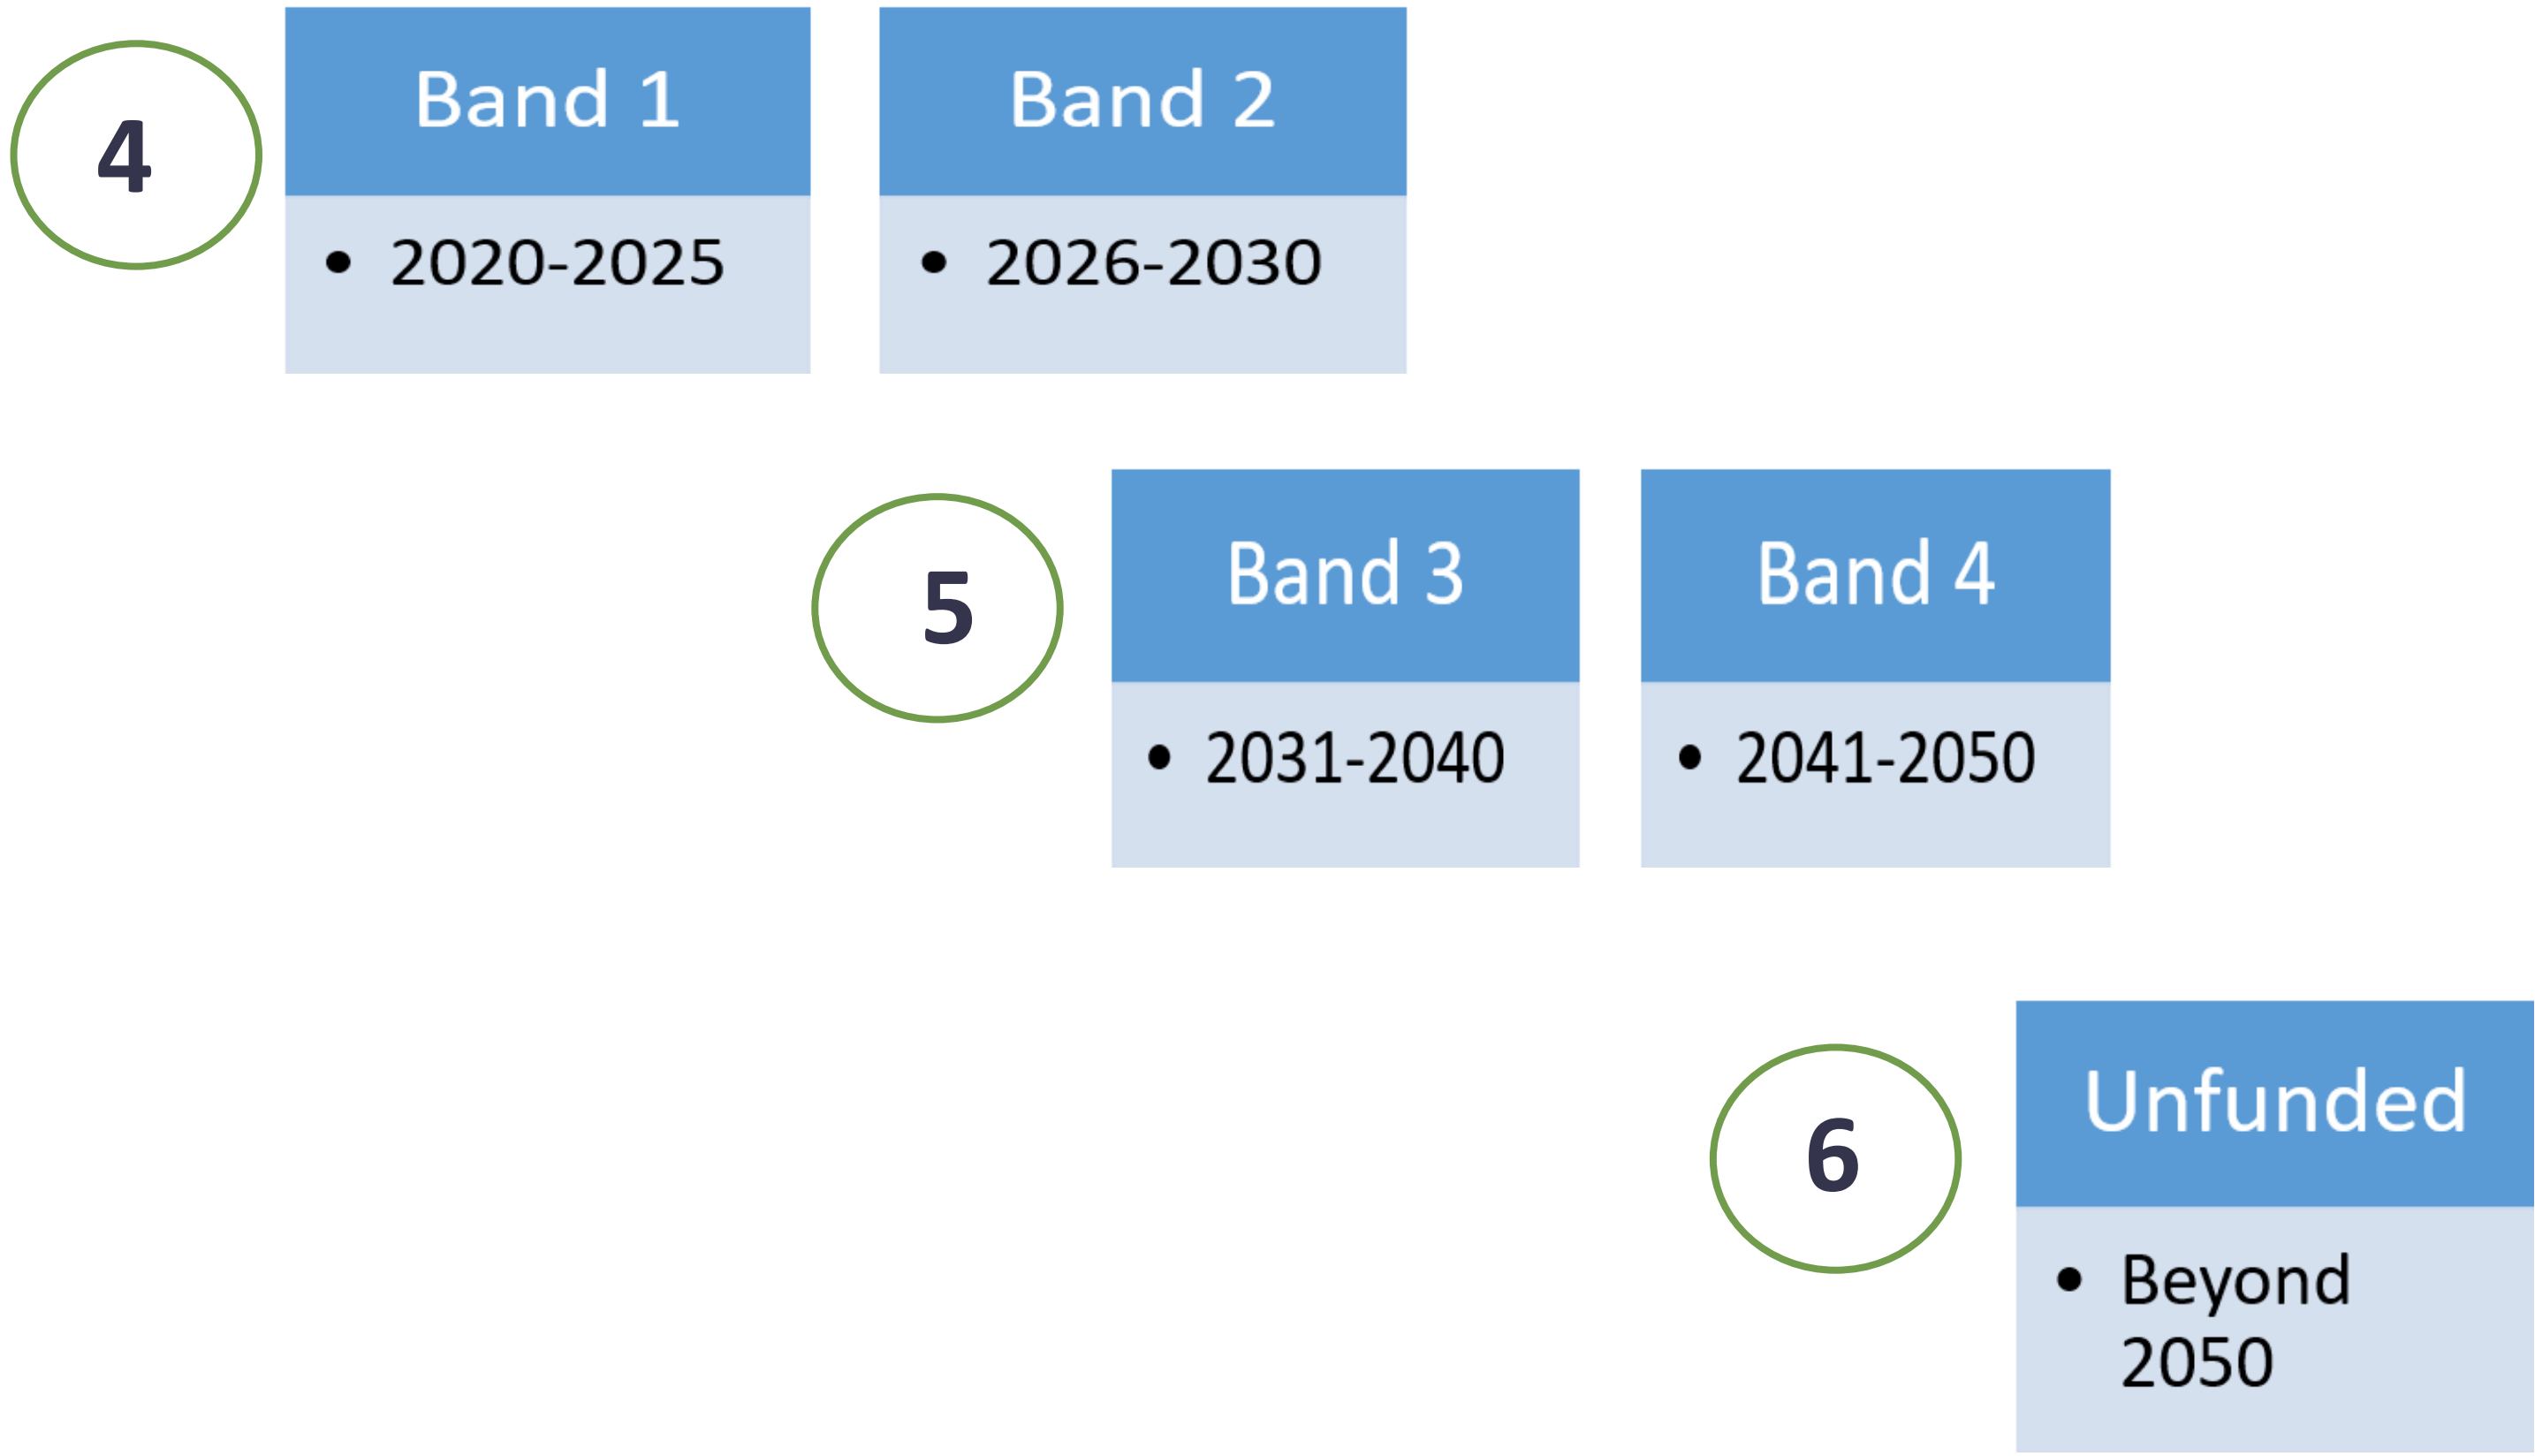 4
Band 1
Band 2
• 2020-2025
• 2026-2030
5
Band 3
Band 4
• 2031-2040
• 2041-2050
6
Unfunded
• Beyond
2050